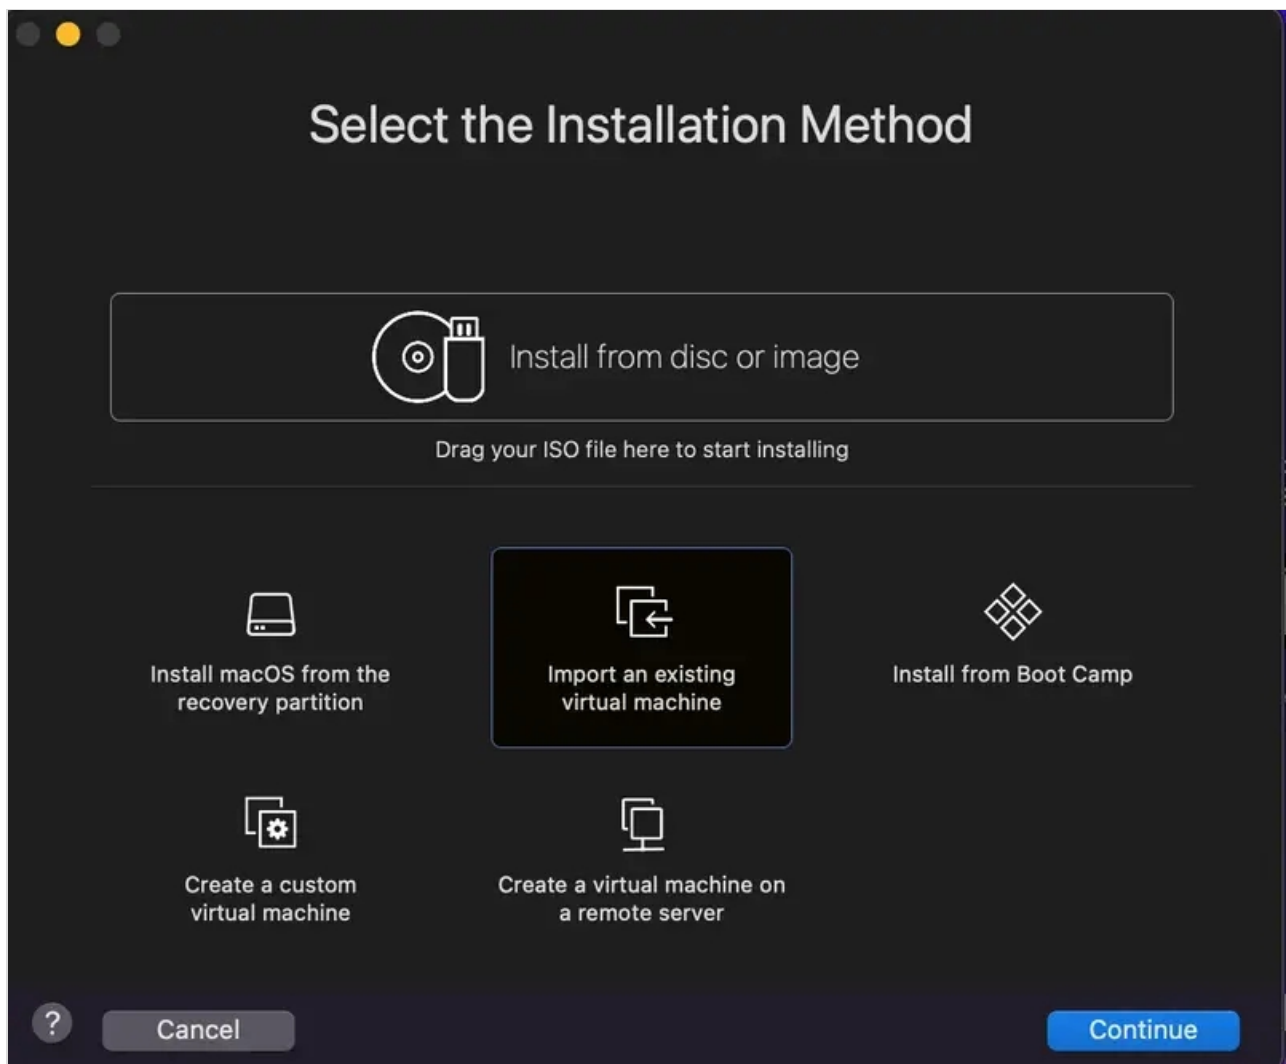 Select the Installation Method
Install from disc or image
Drag your ISO file here to start installing
Install macOS from the
recovery partition
Import an existing
virtual machine
Install from Boot Camp
Create a custom
virtual machine
Create a virtual machine on
a remote server
?
Cancel
Continue